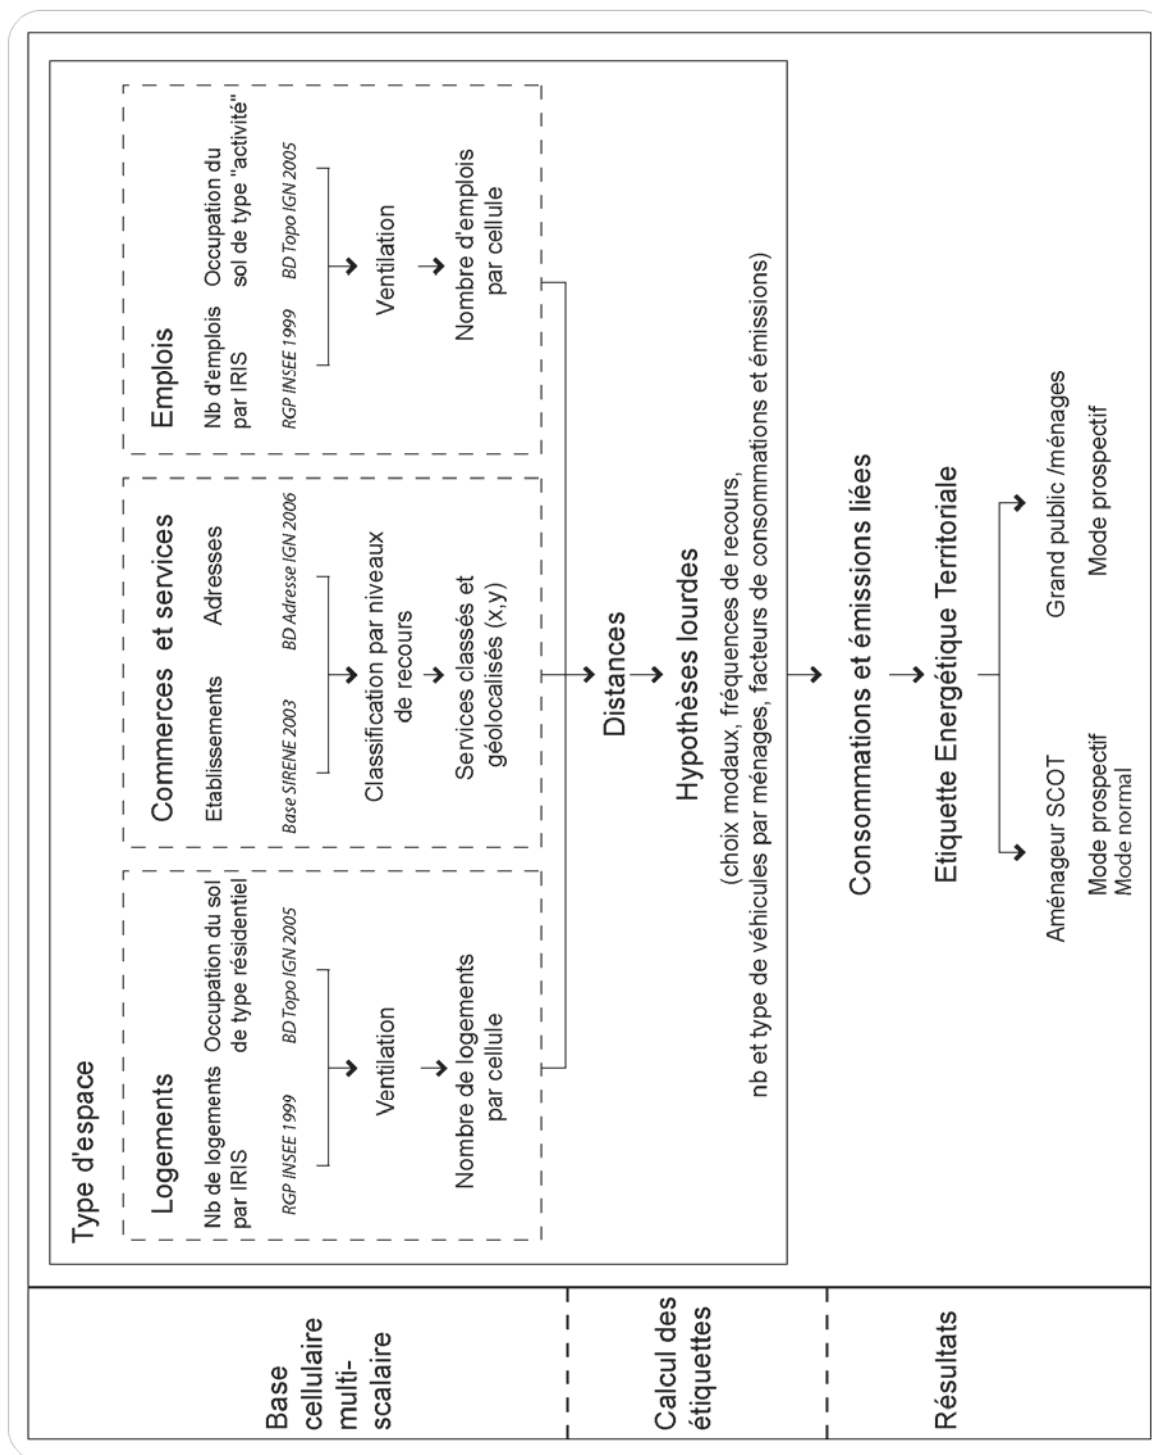 Base
cellulaire
multi-
scalaire
Type d'espace
Logements
Nb de logements
par IRIS
Occupation du sol
de type résidentiel
RGP INSEE 1999
BD Topo IGN 2005
Ventilation
Nombre de logements
par cellule
Commerces et services
Etablissements
Adresses
Base SIRENE 2003
BD Adresse IGN 2006
Classification par niveaux
de recours
Services classés et
géolocalisés (x,y)
Emplois
Nb d'emplois
par IRIS
Occupation du
sol de type "activité"
RGP INSEE 1999
BD Topo IGN 2005
Ventilation
Nombre d'emplois
par cellule
Calcul des
étiquettes
Distances
Hypothèses lourdes
(choix modaux, fréquences de recours,
nb et type de véhicules par ménages, facteurs de consommations et émissions)
Résultats
Consommations et émissions liées
Etiquette Energétique Territoriale
Aménageur SCOT
Mode prospectif
Mode normal
Grand public /ménages
Mode prospectif